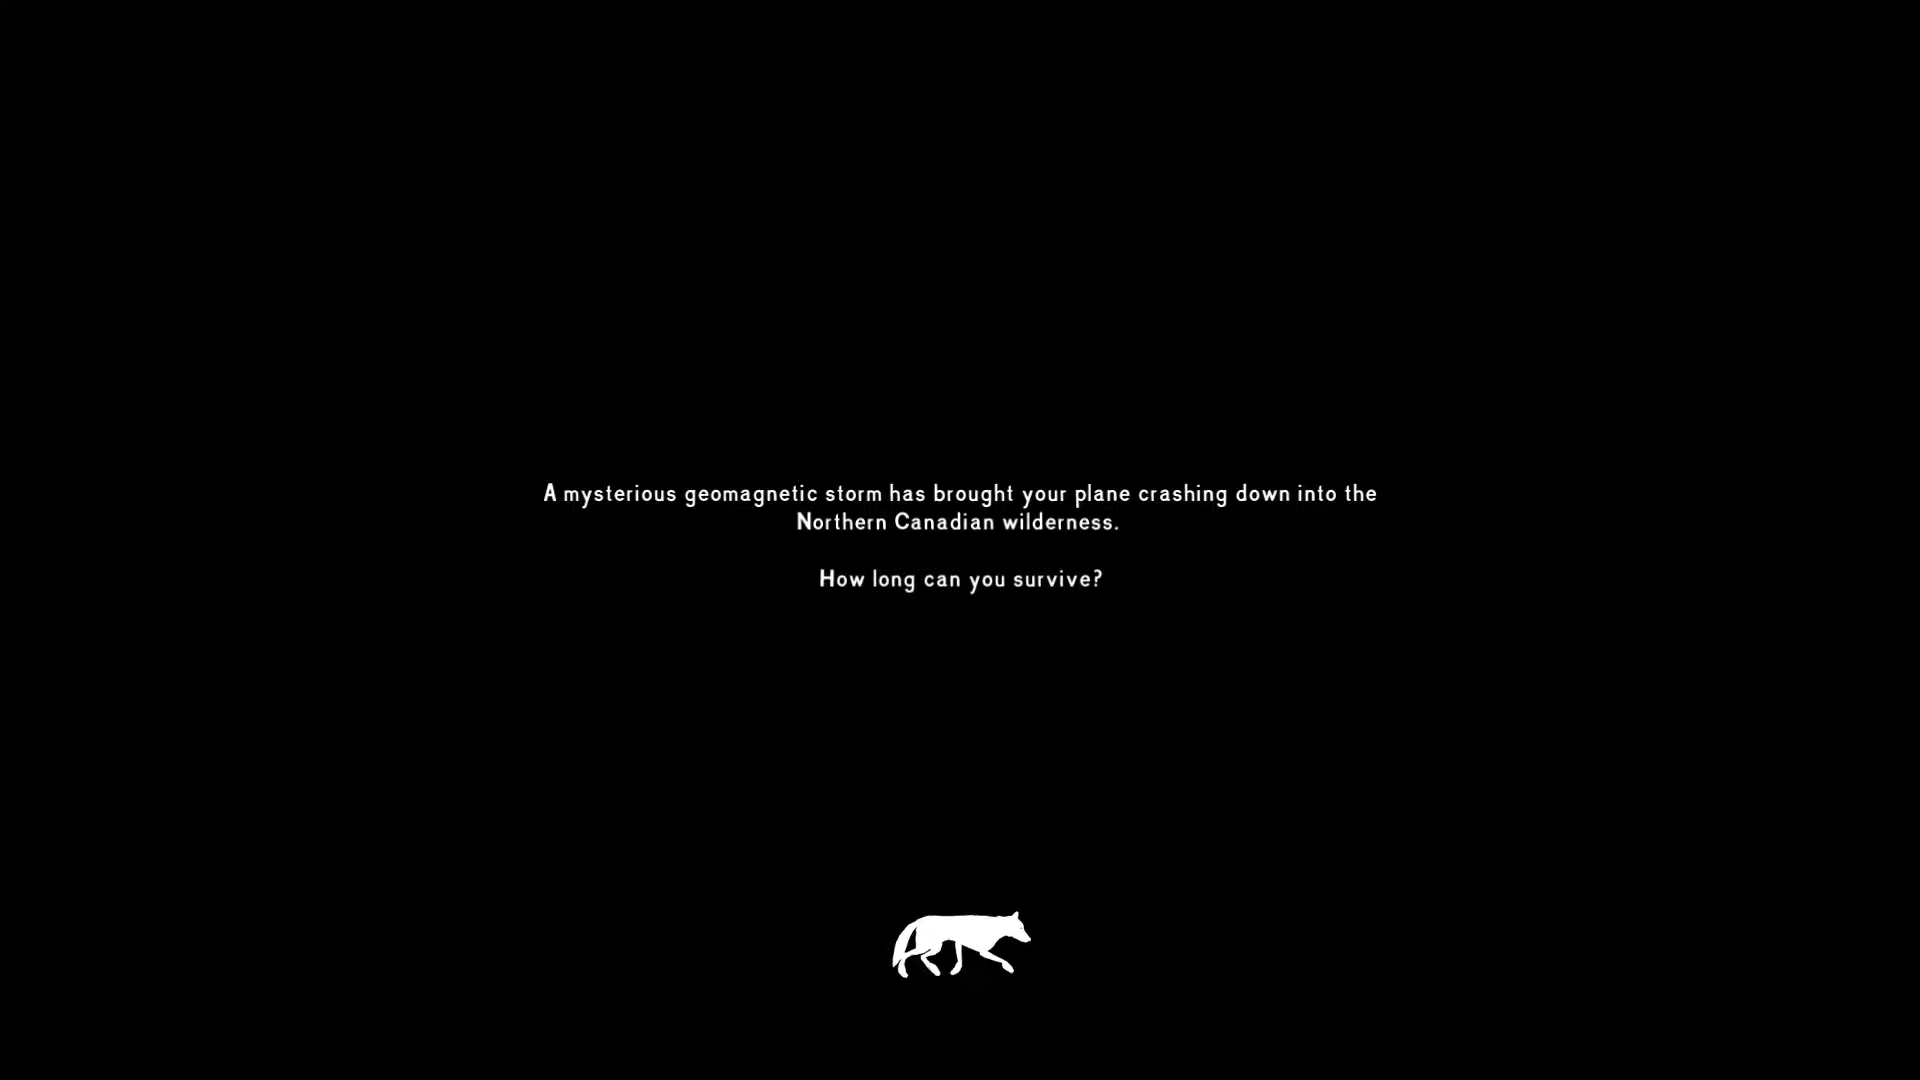 A mysterious geomagnetic storm has brought your plane crashing down into the
Northern Canadian wilderness.
How long can you survive?